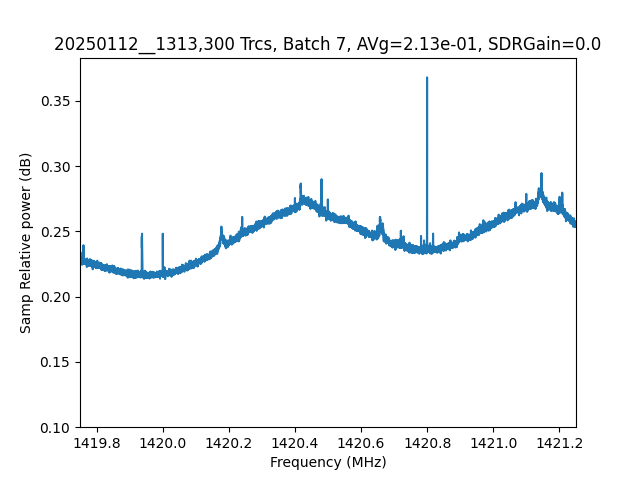 20250112__1313,300 Trcs, Batch 7, AVg=2.13e-01, SDRGain=0.0
Samp Relative power (dB)
0.35
0.30
0.25
0.20
0.15
0.10
1419.8 1420.0 1420.2 1420.4 1420.6 1420.8 1421.0 1421.2
Frequency (MHz)